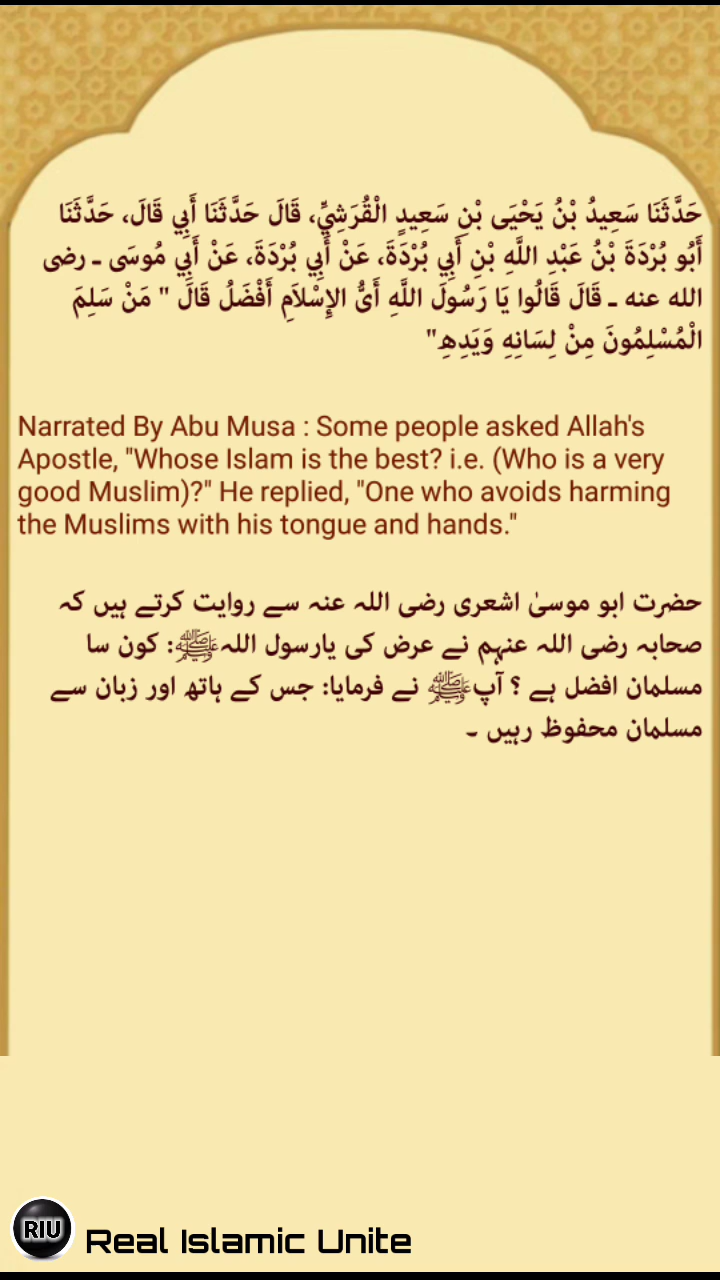 حَدَّثَنَا سَعِيدُ بْنُ يَحْيَى بْنِ سَعِيدٍ الْقُرَشِيِّ، قَالَ حَدَّثَنَا أَبِي قَالَ، حَدَّثَنَا
أَبُو بُرْدَةَ بْنُ عَبْدِ اللَّهِ بْنِ أَبِي بُرْدَةَ، عَنْ أَبِي بُرْدَةَ، عَنْ أَبِي مُوسَى ـ رضى
الله عنه ـ قَالَ قَالُوا يَا رَسُولَ اللَّهِ أَىُّ الإِسْلاَمِ أَفْضَلُ قَالَ " مَنْ سَلِمَ
الْمُسْلِمُونَ مِنْ لِسَانِهِ وَيَدِهِ"
Narrated By Abu Musa : Some people asked Allah's
Apostle, "Whose Islam is the best? i.e. (Who is a very
good Muslim)?" He replied, "One who avoids harming
the Muslims with his tongue and hands."
حضرت ابو موسیٰ اشعری رضی اللہ عنہ سے روایت کرتے ہیں کہ
صحابہ رضی اللہ عنہم نے عرض کی یارسول اللہﷺ: کون سا
مسلمان افضل ہے ؟ آپﷺ نے فرمایا: جس کے ہاتھ اور زبان سے
مسلمان محفوظ رہیں ۔
RIU
Real Islamic Unite